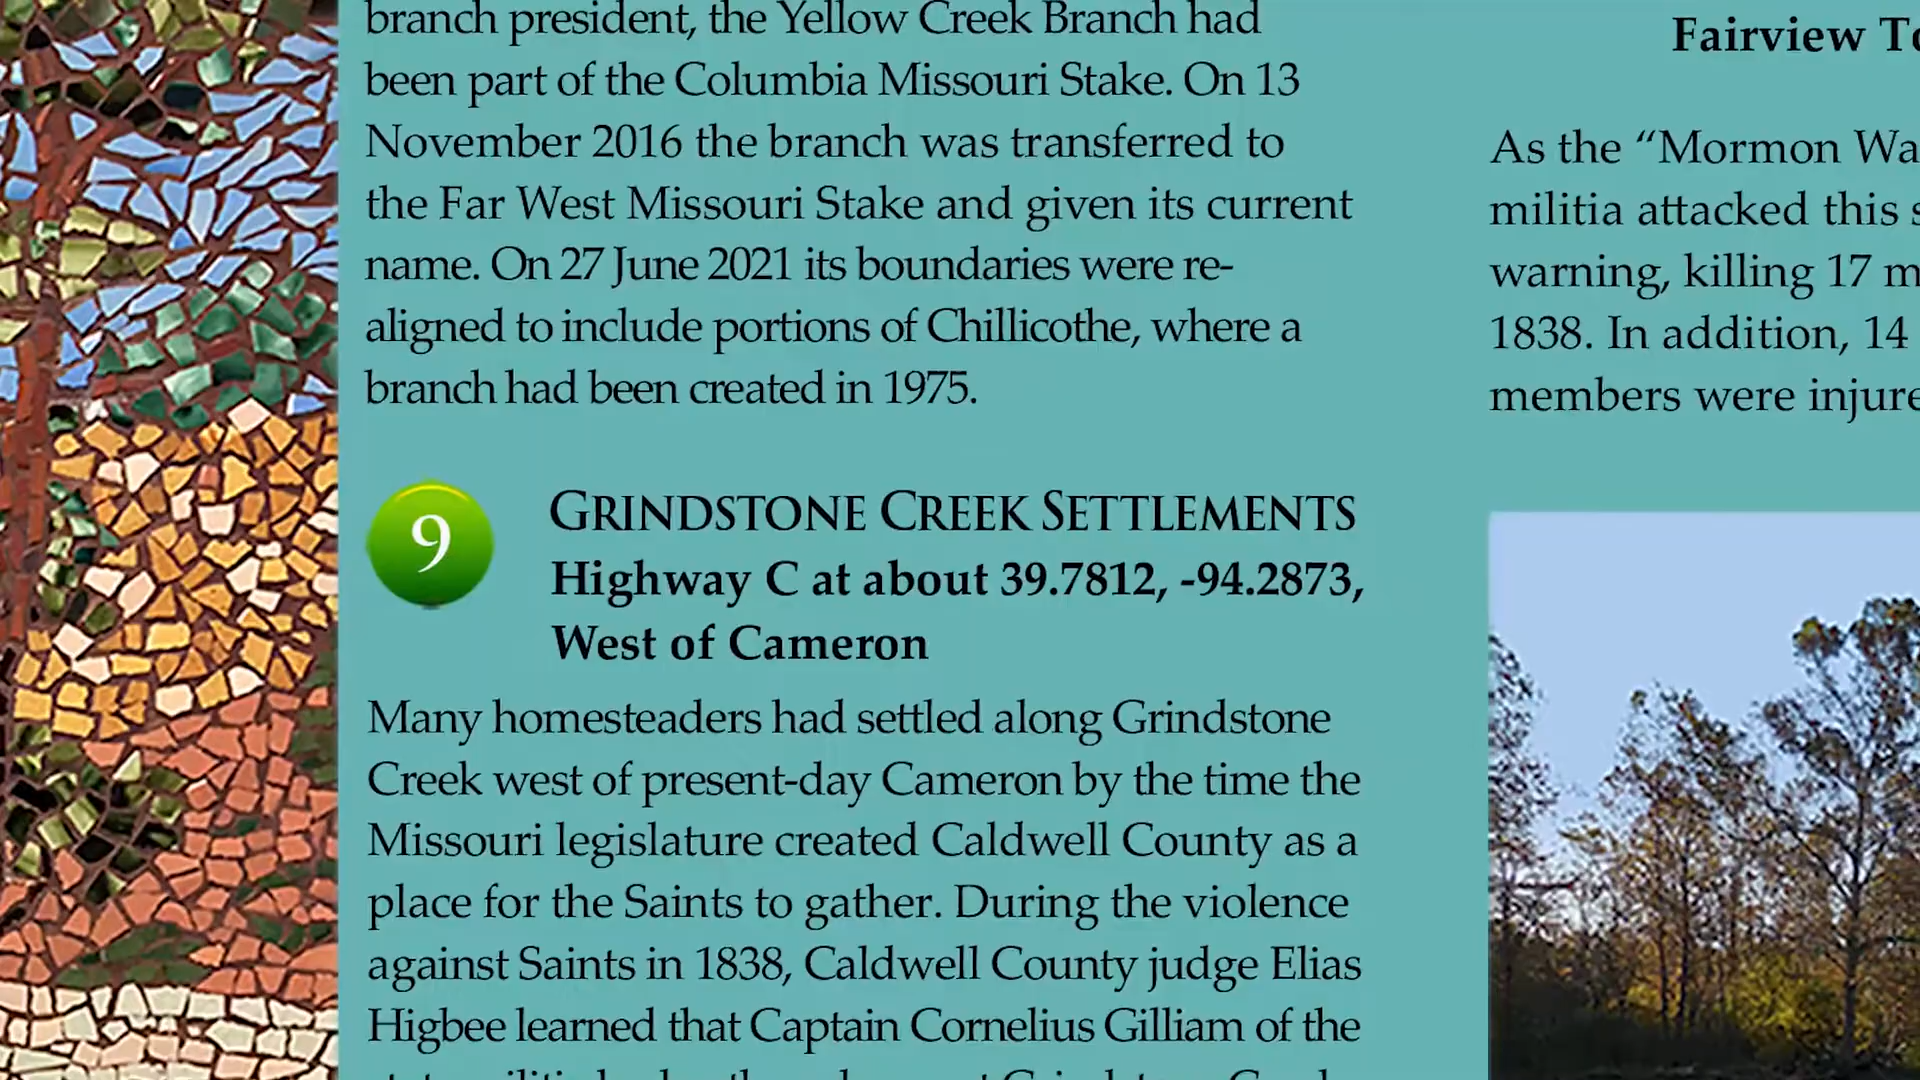 branch president, the Yellow Creek Branch had
been part of the Columbia Missouri Stake. On 13
November 2016 the branch was transferred to
the Far West Missouri Stake and given its current
name. On 27 June 2021 its boundaries were re-
aligned to include portions of Chillicothe, where a
branch had been created in 1975.
9
GRINDSTONE CREEK SETTLEMENTS
Highway C at about 39.7812, -94.2873,
West of Cameron
Many homesteaders had settled along Grindstone
Creek west of present-day Cameron by the time the
Missouri legislature created Caldwell County as a
place for the Saints to gather. During the violence
against Saints in 1838, Caldwell County judge Elias
Higbee learned that Captain Cornelius Gilliam of the
Fairview
As the “Mormon
militia attacked this
warning, killing 17
1838. In addition, 14
members were